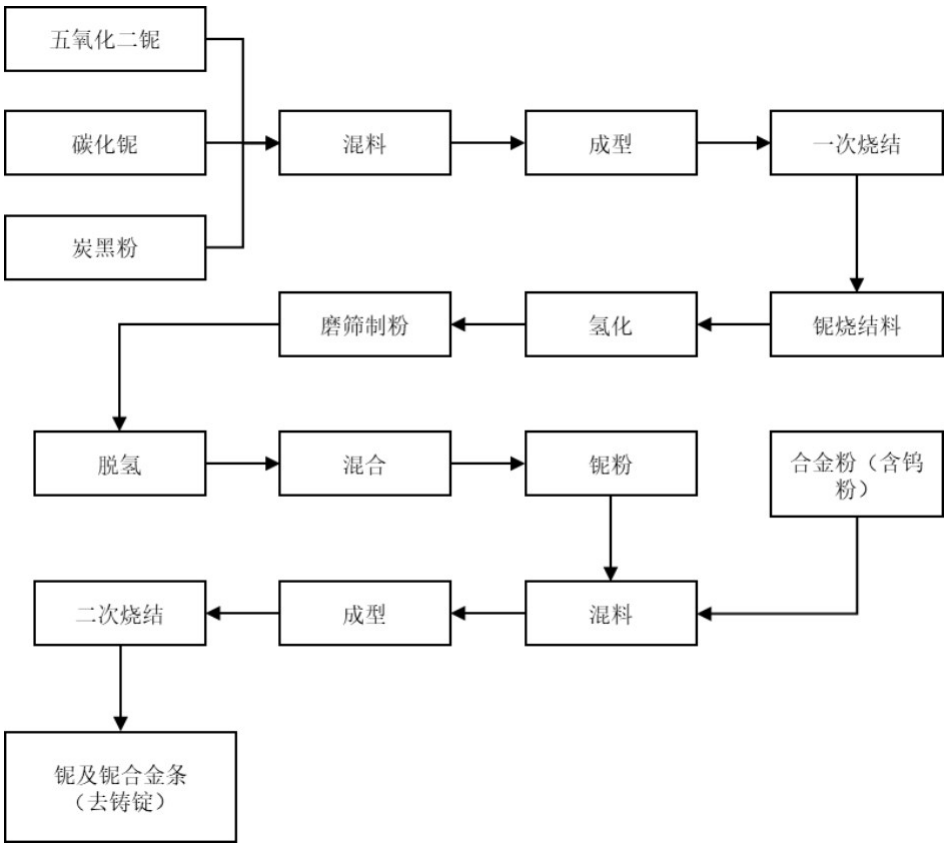 五氧化二铌
碳化铌
炭黑粉
混料
成型
一次烧结
磨筛制粉
氢化
铌烧结料
脱氢
混合
铌粉
合金粉（含钨
粉）
二次烧结
成型
混料
铌及铌合金条
（去铸锭）